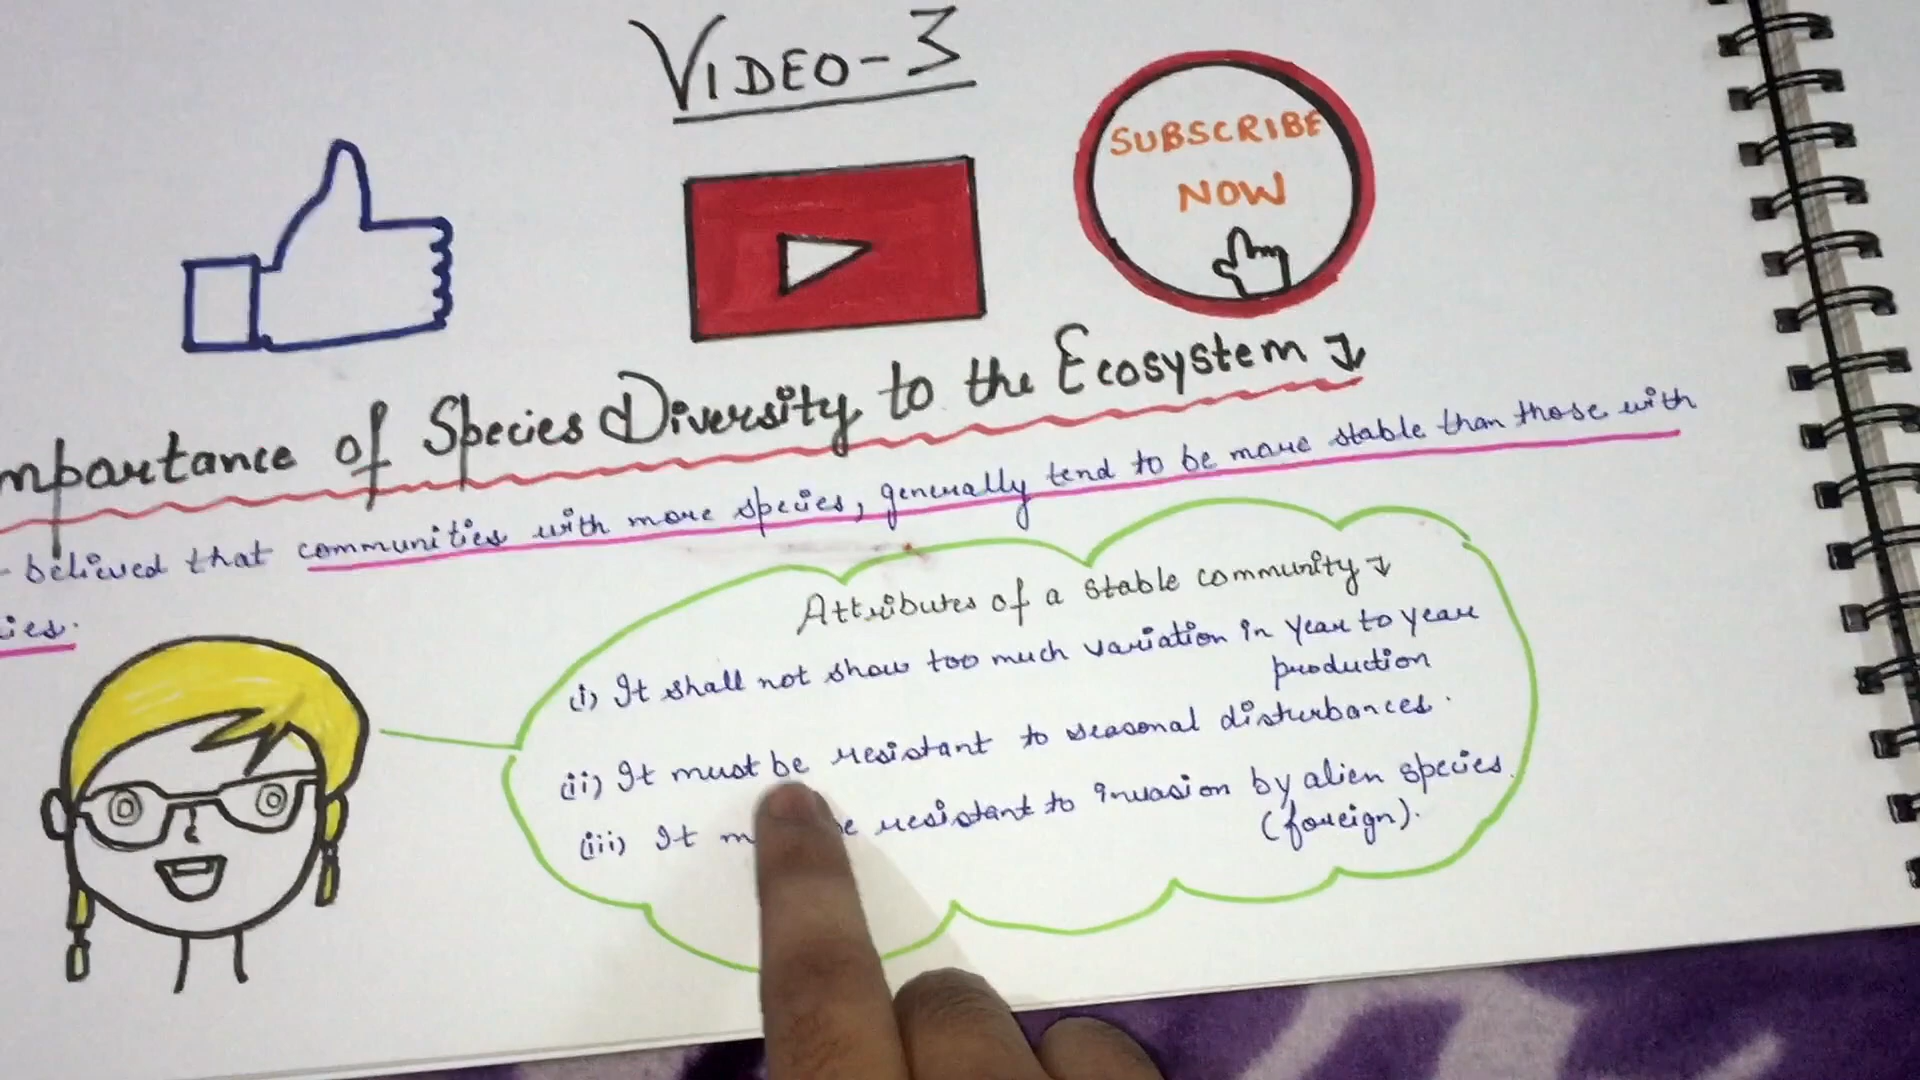 VIDEO-3
SUBSCRIBE
NOW
mportance of Species Diversity to the Ecosystem
- believed that communities with more species, generally tend to be more stable than those with
ies.
Attributes of a stable community
(i) It shall not show too much variation in year to year
production
(ii) It must be resistant to seasonal disturbances.
(iii) It m e resistant to invasion by alien species.
(foreign).